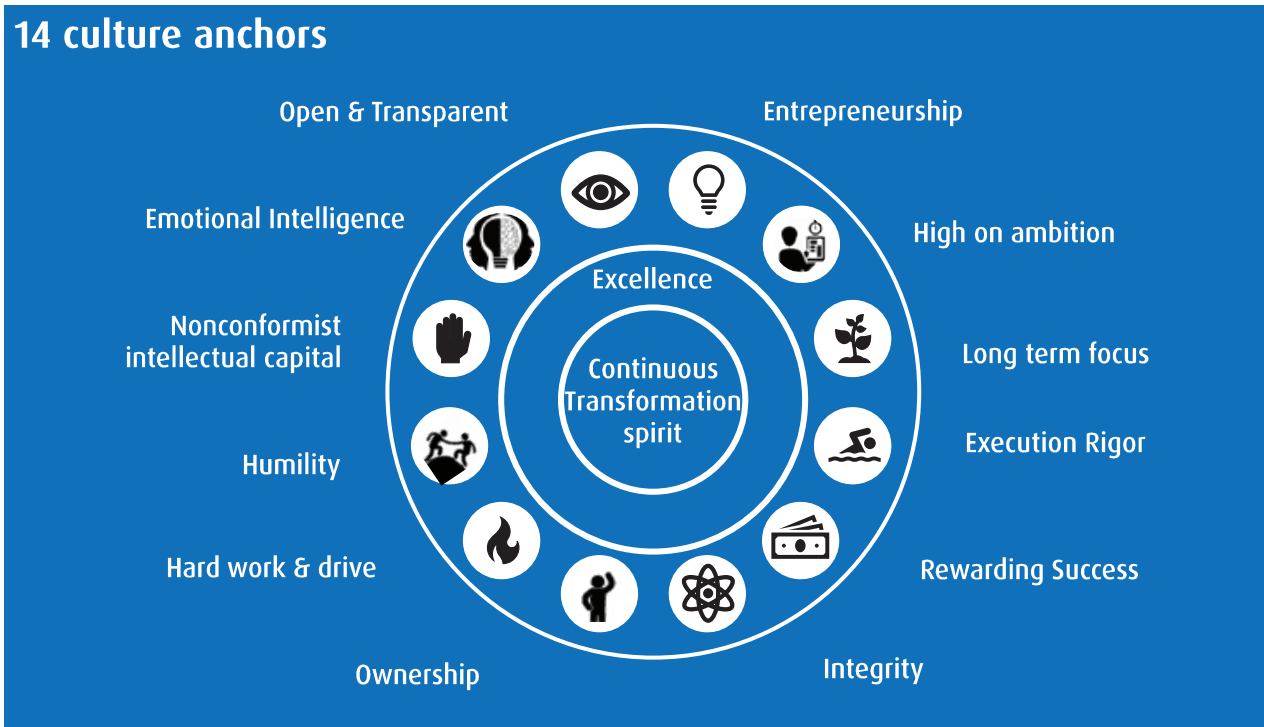 14 culture anchors
Open & Transparent
Entrepreneurship
Emotional Intelligence
High on ambition
Excellence
Nonconformist
intellectual capital
Long term focus
Continuous
Transformation
spirit
Humility
Execution Rigor
Hard work & drive
Rewarding Success
Ownership
Integrity